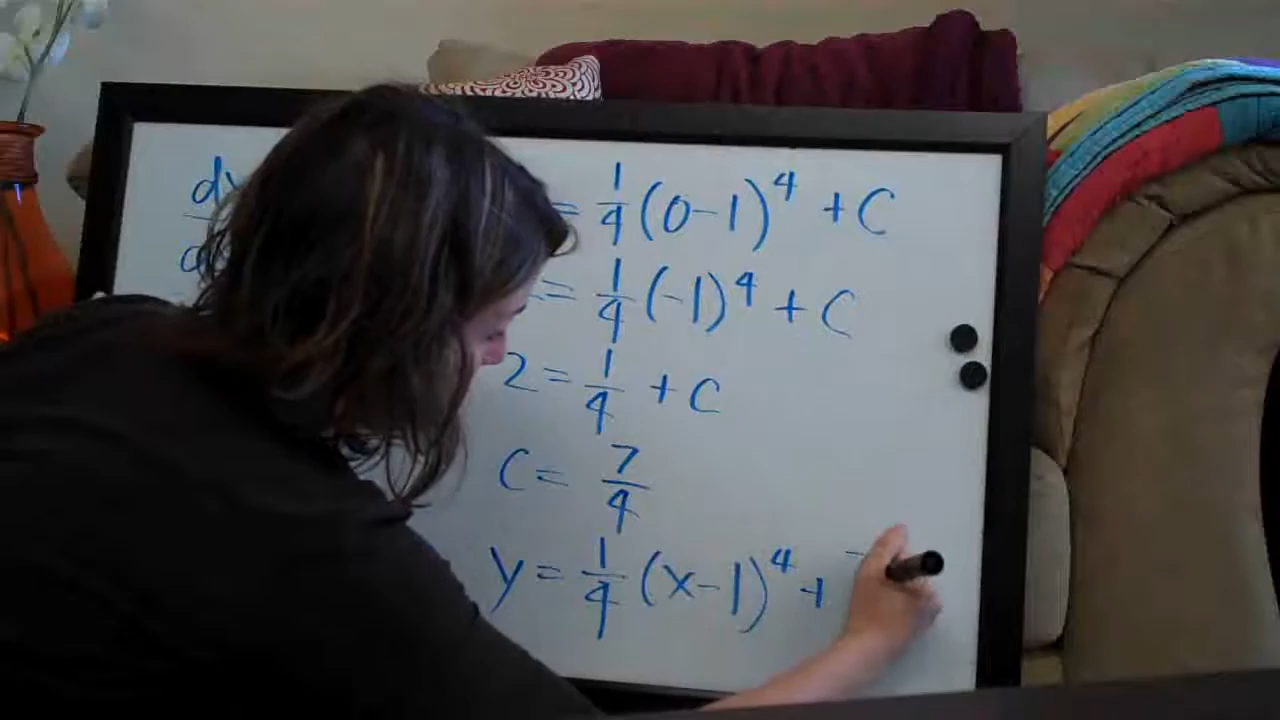 dy
= 1/4 (0-1)^4 + C
= 1/4 (-1)^4 + C
2 = 1/4 + C
C = 7/4
y = 1/4 (x-1)^4 +